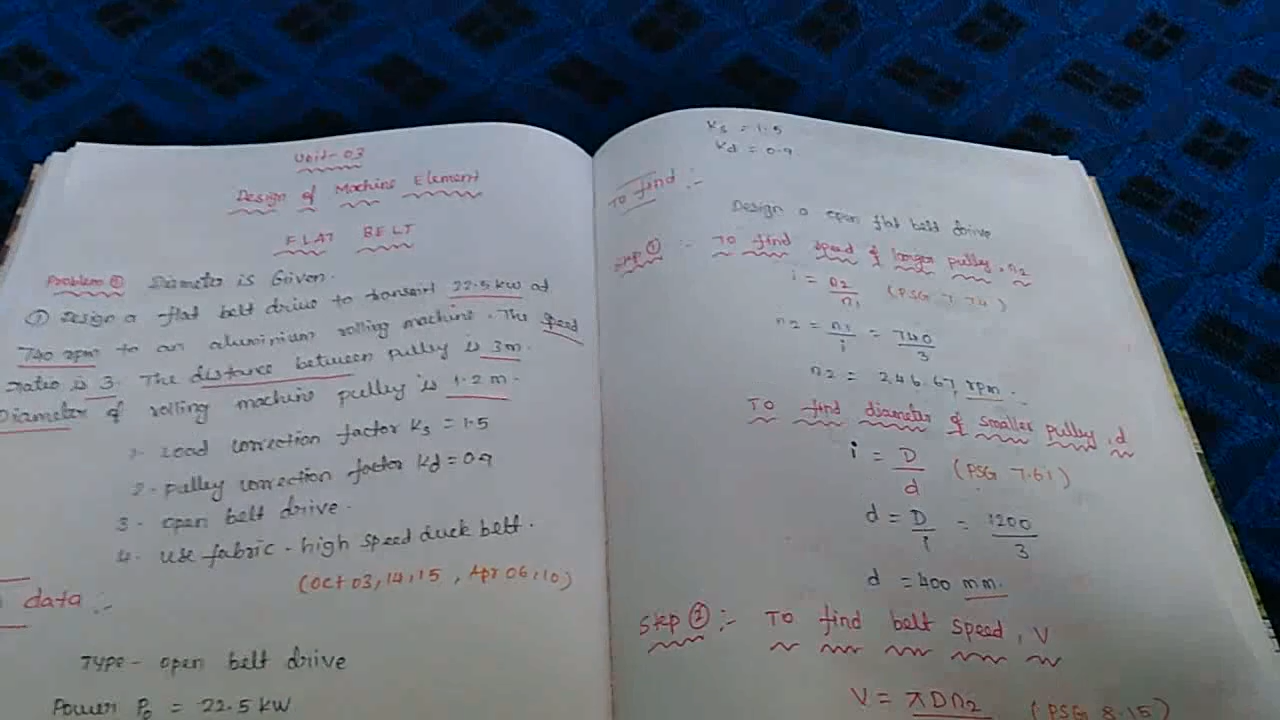 Unit-03
Design of Machine Element
FLAT BELT
Problem ① Diameter is Given.
① Design a flat belt drive to transmit 22.5 kW at
740 rpm to an aluminium rolling machine. The speed
ratio is 3. The distance between pulley is 3m.
Diameter of rolling machine pulley is 1.2 m.
1. Load correction factor Ks = 1.5
2. pulley correction factor Kd = 0.9
3. open belt drive.
4. use fabric - high speed duck belt.
(Oct 03, 14, 15, Apr 06, 10)
data :-
Type - open belt drive
Power P₀ = 22.5 kW
Ks = 1.5
Kd = 0.9
To find :-
Design a open flat belt drive
Step ① :- To find speed of larger pulley, n2
i = n2/n1 (PSG 7.74)
n2 = n1/i = 740/3
n2 = 246.67 rpm.
To find diameter of smaller pulley, d
i = D/d (PSG 7.61)
d = D/i = 1200/3
d = 400 mm.
Step ② :- To find belt speed, V
V = πDn2 (PSG 8.15)